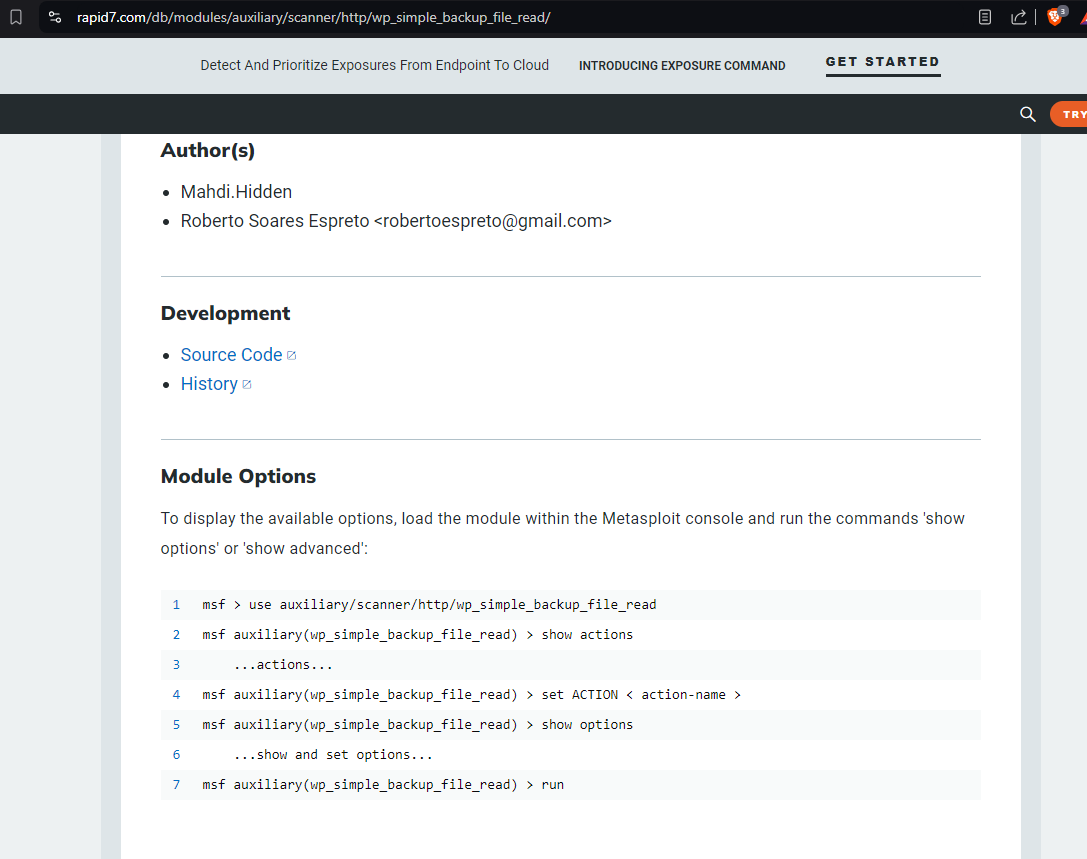 rapid7.com/db/modules/auxiliary/scanner/http/wp_simple_backup_file_read/
3
Detect And Prioritize Exposures From Endpoint To Cloud
INTRODUCING EXPOSURE COMMAND
GET STARTED
TRY
Author(s)
Mahdi.Hidden
Roberto Soares Espreto <robertoespreto@gmail.com>
Development
Source Code
History
Module Options
To display the available options, load the module within the Metasploit console and run the commands 'show
options' or 'show advanced':
1 msf > use auxiliary/scanner/http/wp_simple_backup_file_read
2 msf auxiliary(wp_simple_backup_file_read) > show actions
3 ...actions...
4 msf auxiliary(wp_simple_backup_file_read) > set ACTION < action-name >
5 msf auxiliary(wp_simple_backup_file_read) > show options
6 ...show and set options...
7 msf auxiliary(wp_simple_backup_file_read) > run